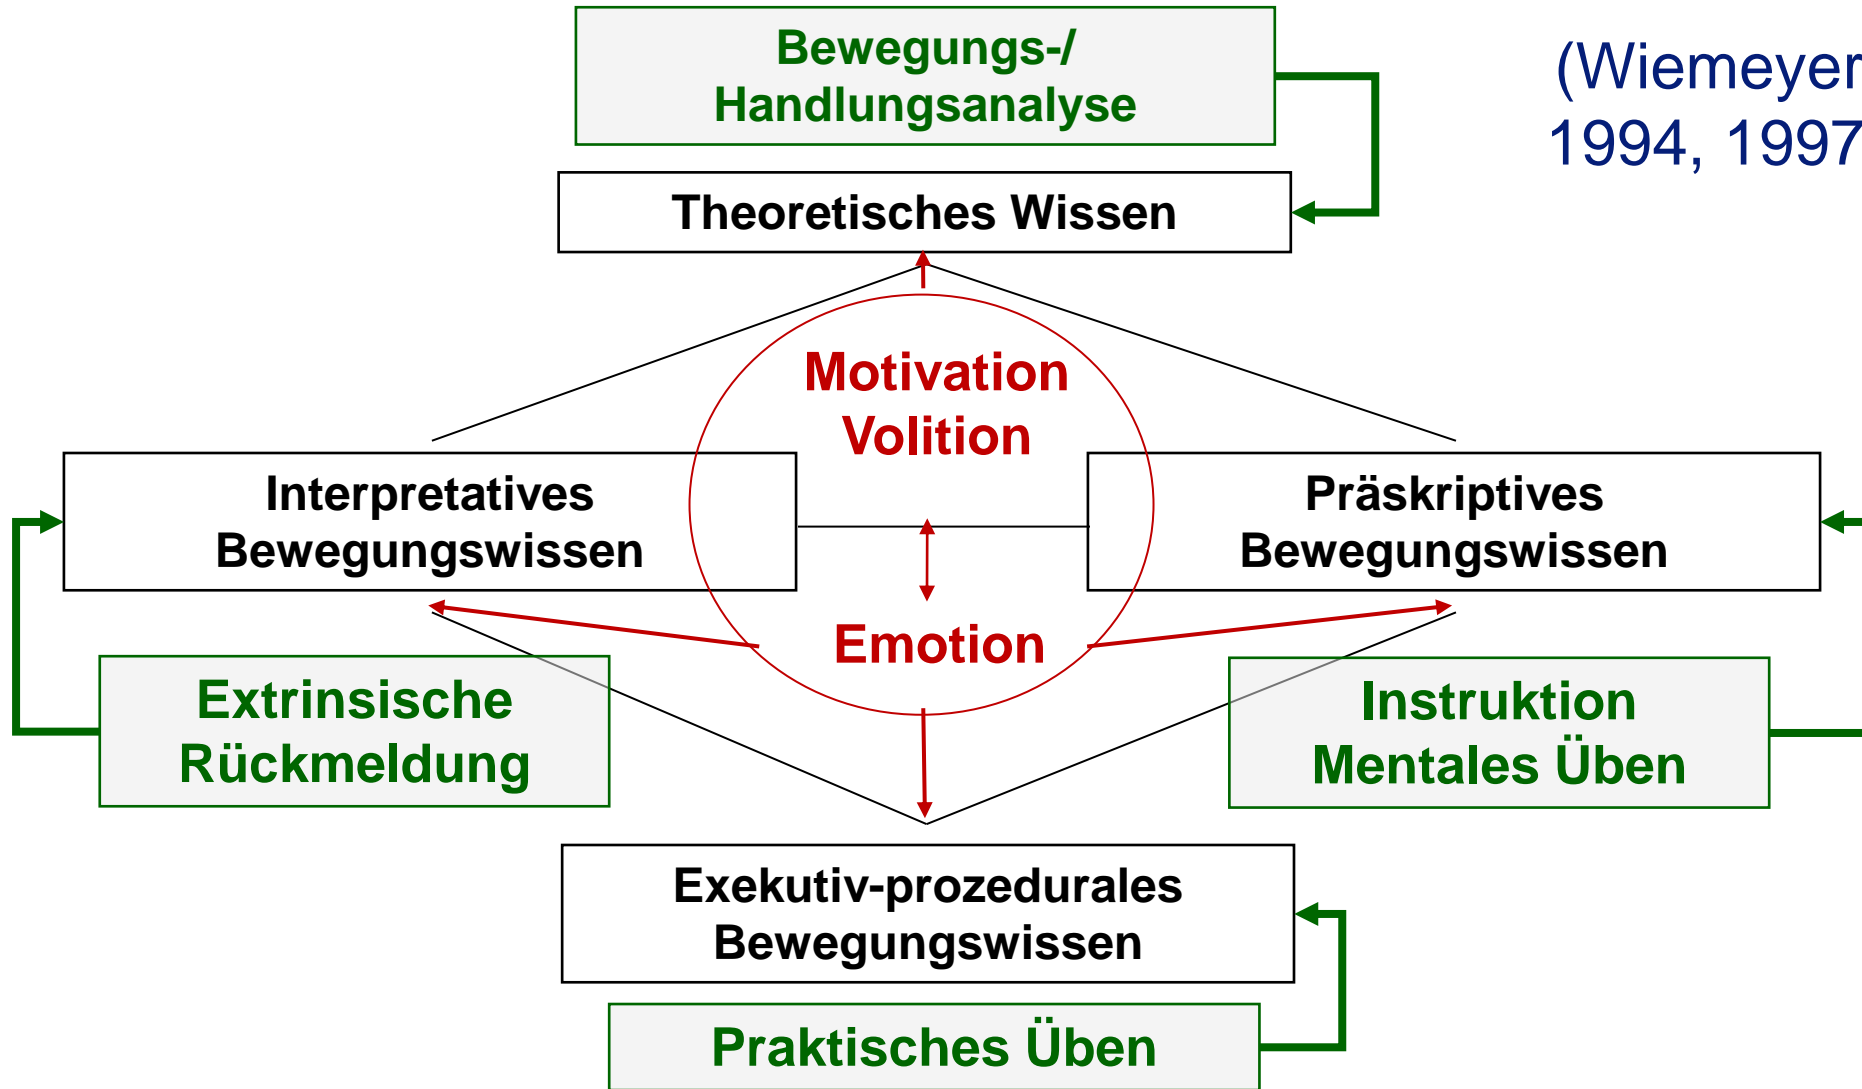 Bewegungs-/
Handlungsanalyse
(Wiemeyer
1994, 1997
Theoretisches Wissen
Motivation
Volition
Interpretatives
Bewegungswissen
Präskriptives
Bewegungswissen
Emotion
Extrinsische
Rückmeldung
Instruktion
Mentales Üben
Exekutiv-prozedurales
Bewegungswissen
Praktisches Üben